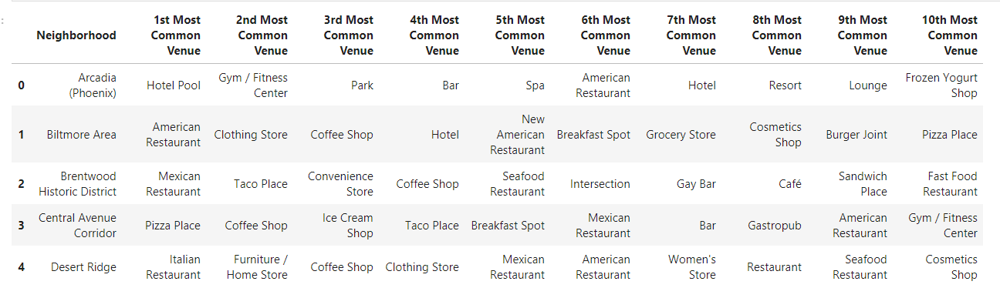 Neighborhood 1st Most Common Venue 2nd Most Common Venue 3rd Most Common Venue 4th Most Common Venue 5th Most Common Venue 6th Most Common Venue 7th Most Common Venue 8th Most Common Venue 9th Most Common Venue 10th Most Common Venue
0 Arcadia (Phoenix) Hotel Pool Gym / Fitness Center Park Bar Spa American Restaurant Hotel Resort Lounge Frozen Yogurt Shop
1 Biltmore Area American Restaurant Clothing Store Coffee Shop Hotel New American Restaurant Breakfast Spot Grocery Store Cosmetics Shop Burger Joint Pizza Place
2 Brentwood Historic District Mexican Restaurant Taco Place Convenience Store Coffee Shop Seafood Restaurant Intersection Gay Bar Café Sandwich Place Fast Food Restaurant
3 Central Avenue Corridor Pizza Place Coffee Shop Ice Cream Shop Taco Place Breakfast Spot Mexican Restaurant Bar Gastropub American Restaurant Gym / Fitness Center
4 Desert Ridge Italian Restaurant Furniture / Home Store Coffee Shop Clothing Store Mexican Restaurant American Restaurant Women's Store Restaurant Seafood Restaurant Cosmetics Shop